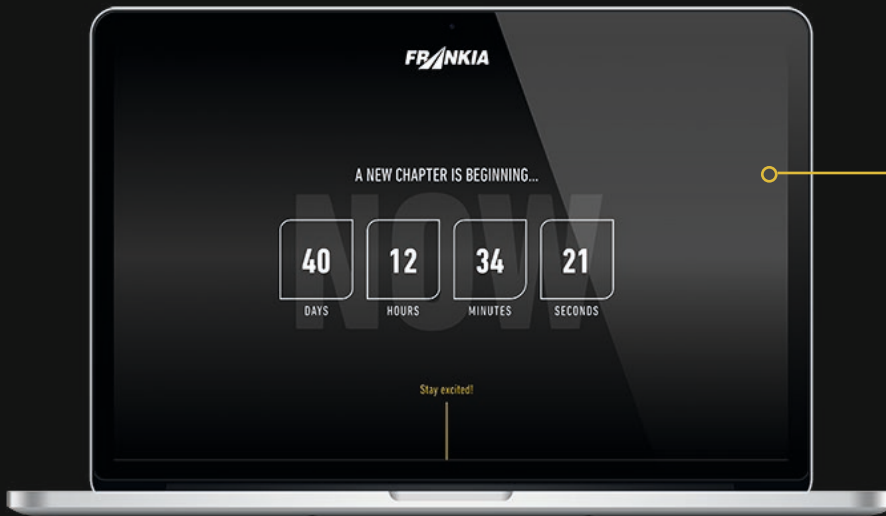 FRANKIA
A NEW CHAPTER IS BEGINNING...
NOW
40 12 34 21
DAYS HOURS MINUTES SECONDS
Stay excited!